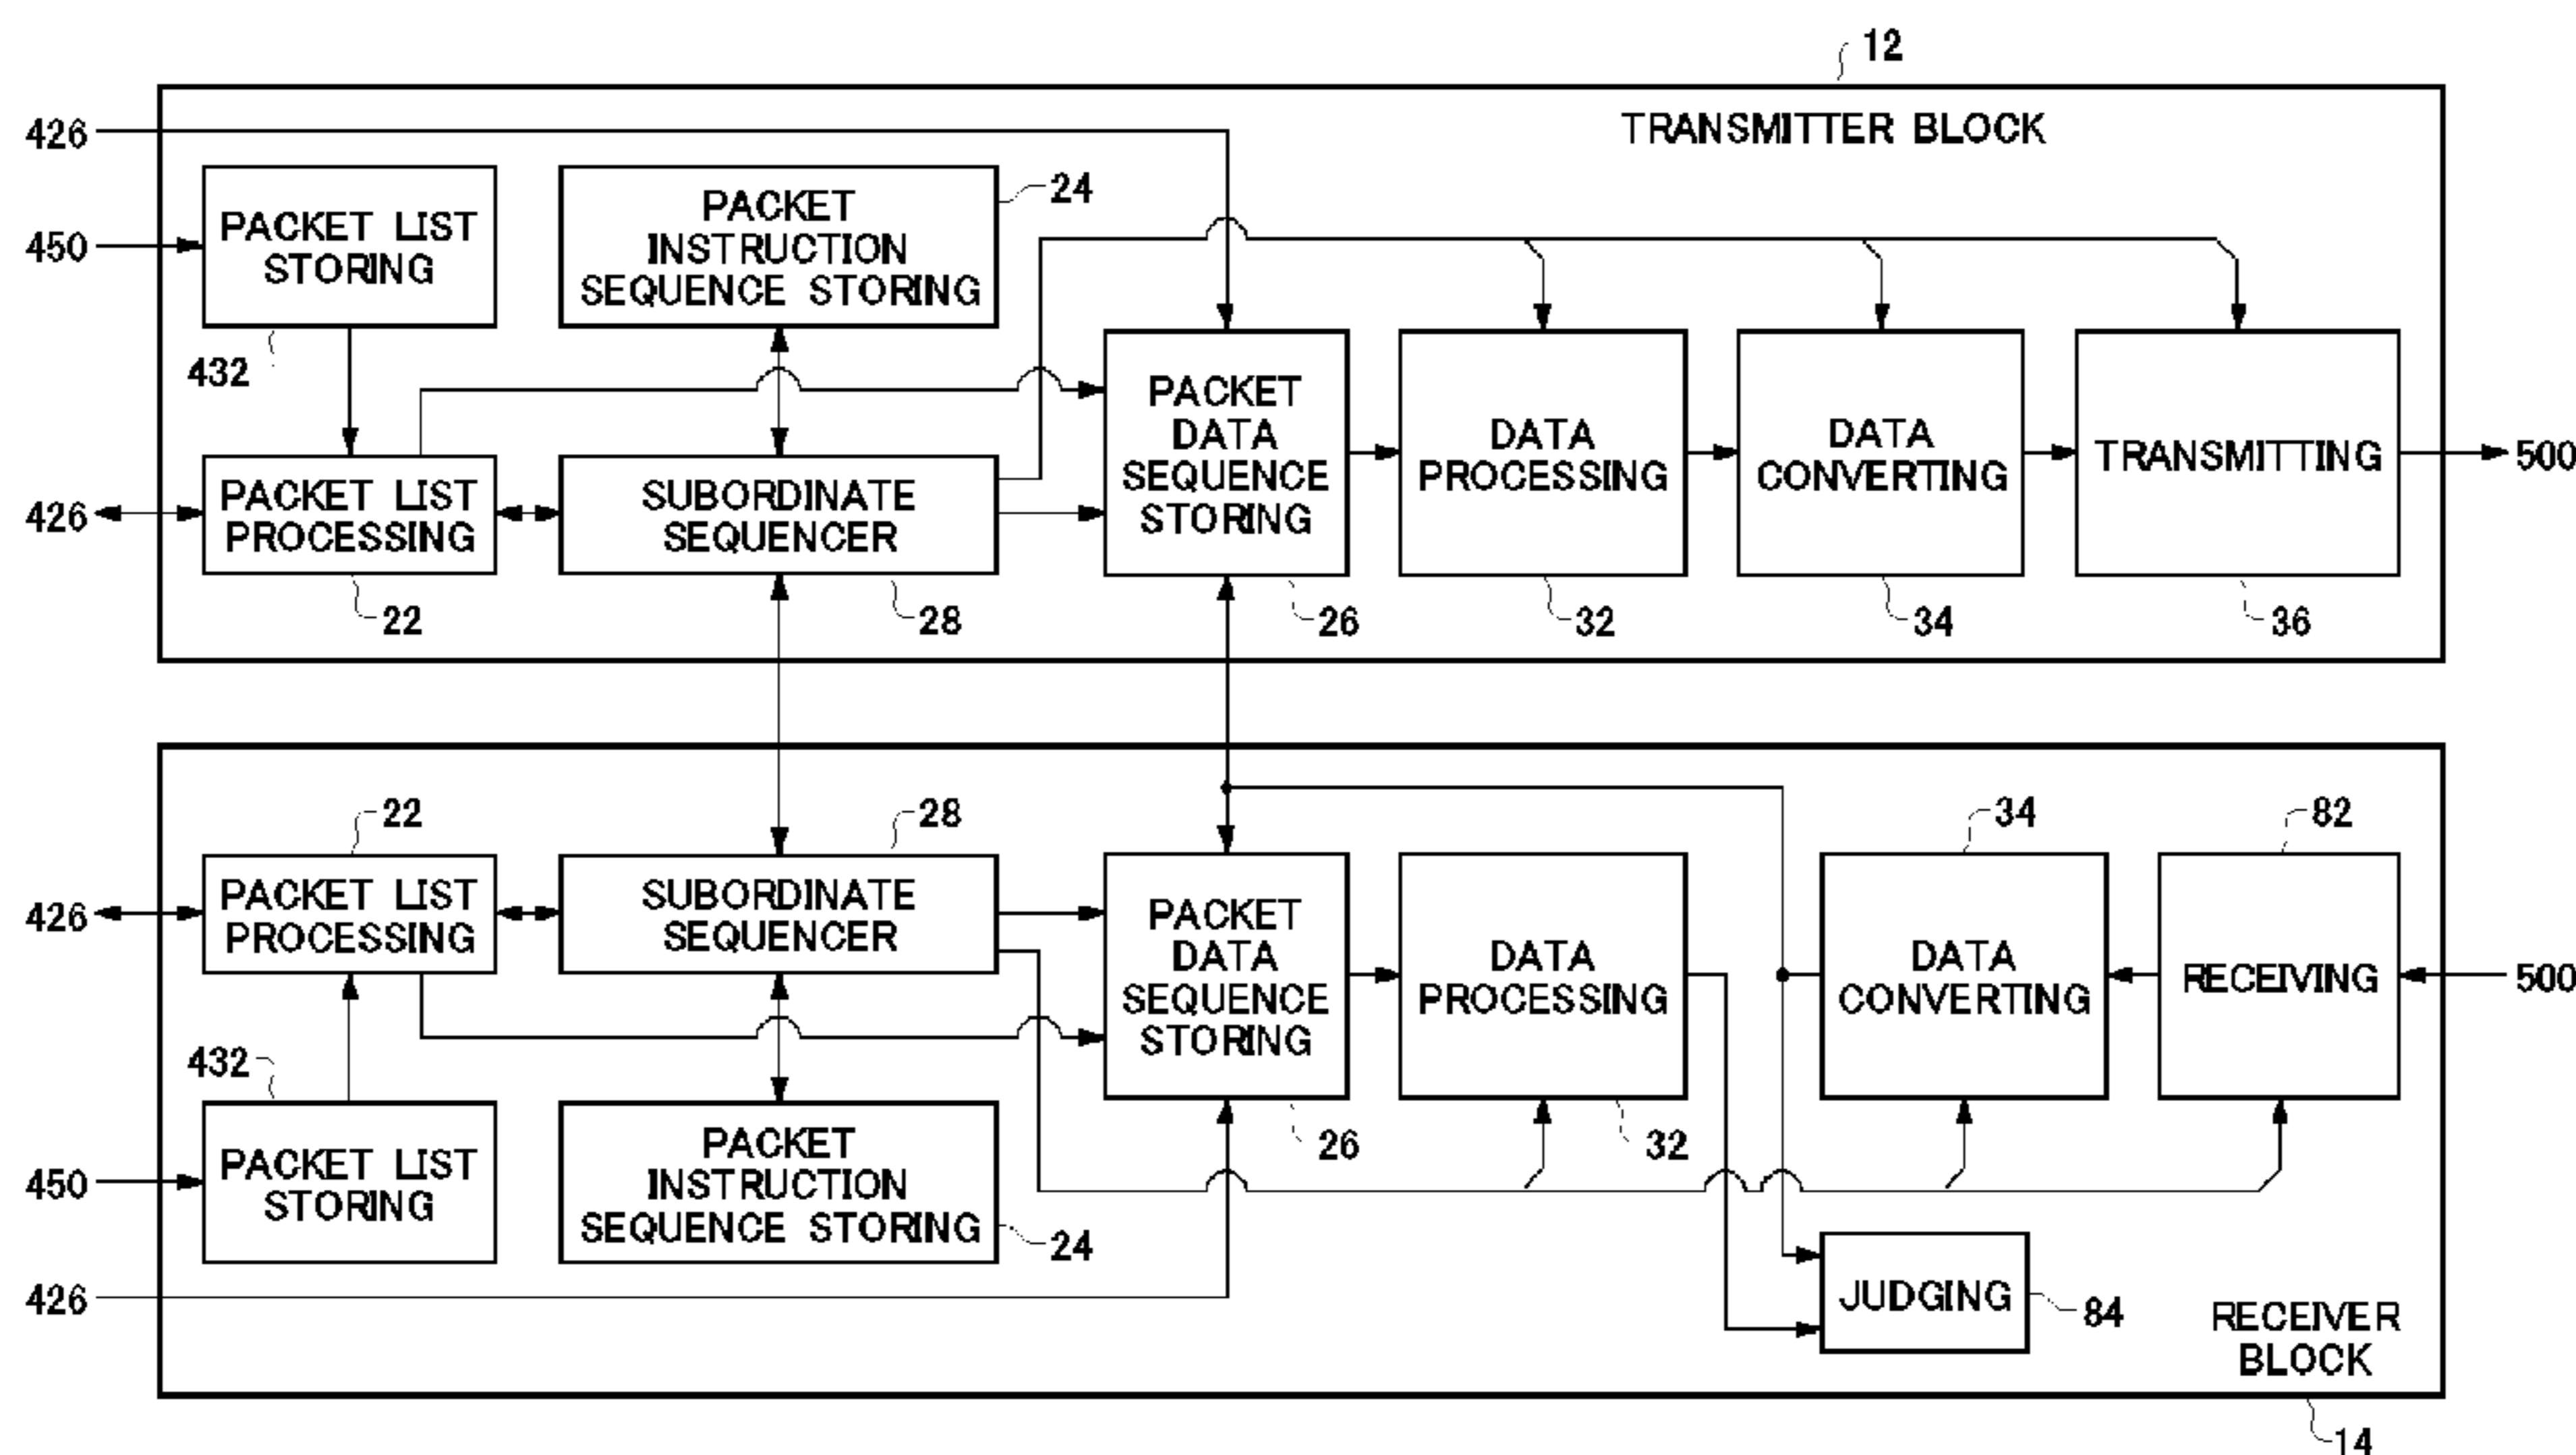 12
TRANSMITTER BLOCK
426
450
PACKET LIST
STORING
432
PACKET
INSTRUCTION
SEQUENCE STORING
24
426
PACKET LIST
PROCESSING
22
SUBORDINATE
SEQUENCER
28
PACKET
DATA
SEQUENCE
STORING
26
DATA
PROCESSING
32
DATA
CONVERTING
34
TRANSMITTING
36
500
22
28
34
82
426
PACKET LIST
PROCESSING
SUBORDINATE
SEQUENCER
PACKET
DATA
SEQUENCE
STORING
26
DATA
PROCESSING
32
DATA
CONVERTING
RECEIVING
500
432
450
PACKET LIST
STORING
PACKET
INSTRUCTION
SEQUENCE STORING
24
426
JUDGING
84
RECEIVER
BLOCK
14